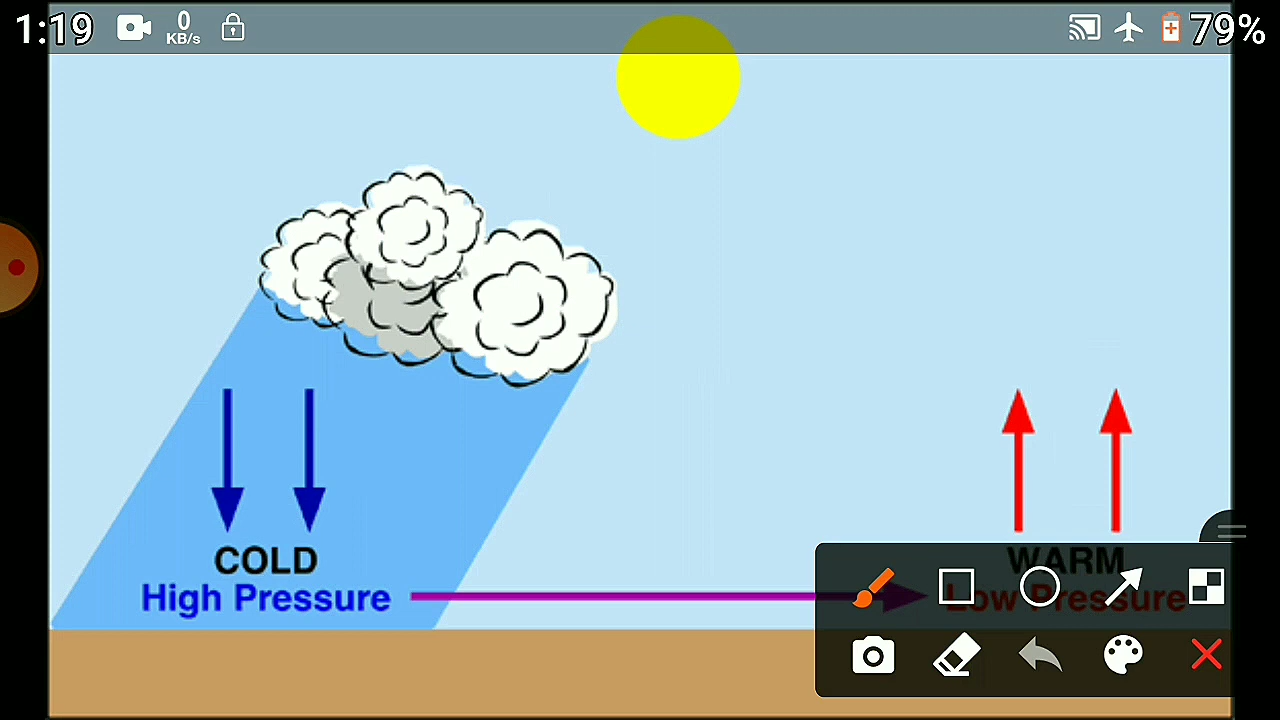 1:19 0 KB/s 79%
COLD
High Pressure
WARM
Low Pressure